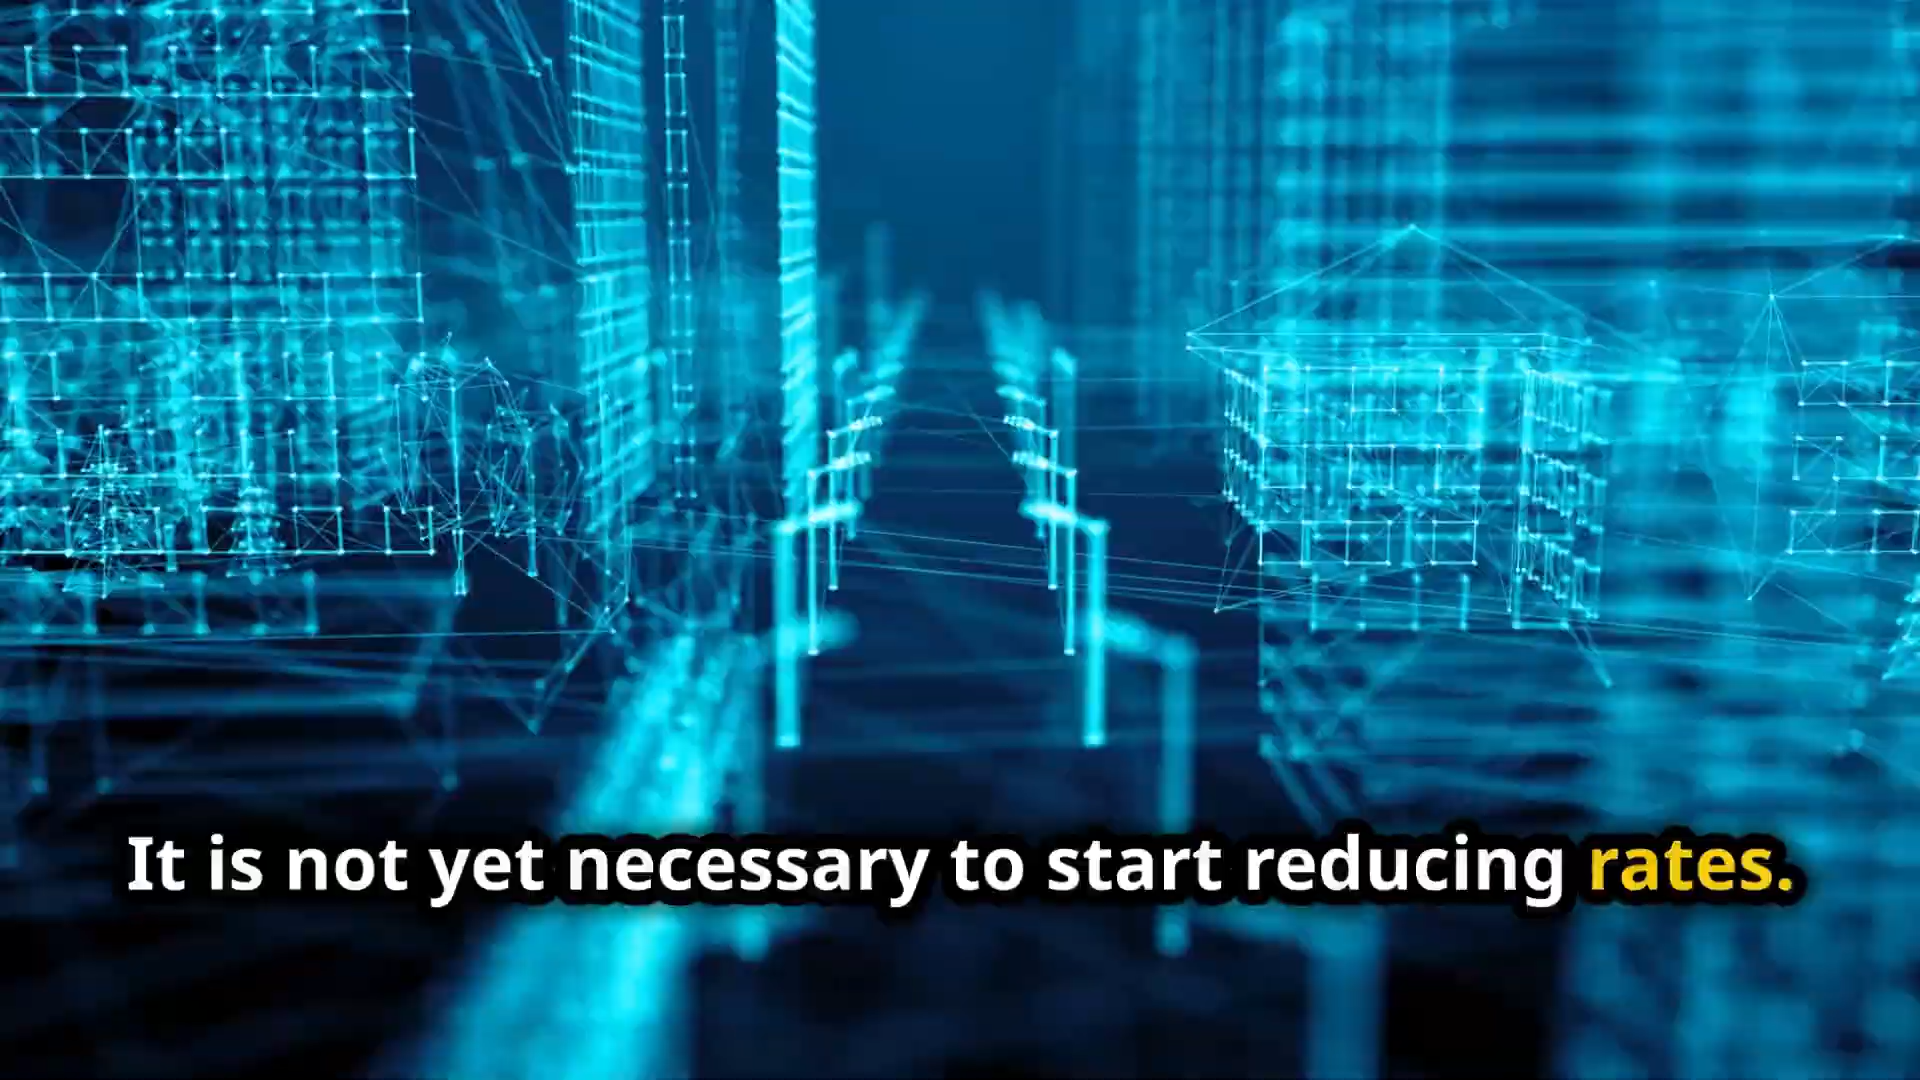 It is not yet necessary to start reducing rates.